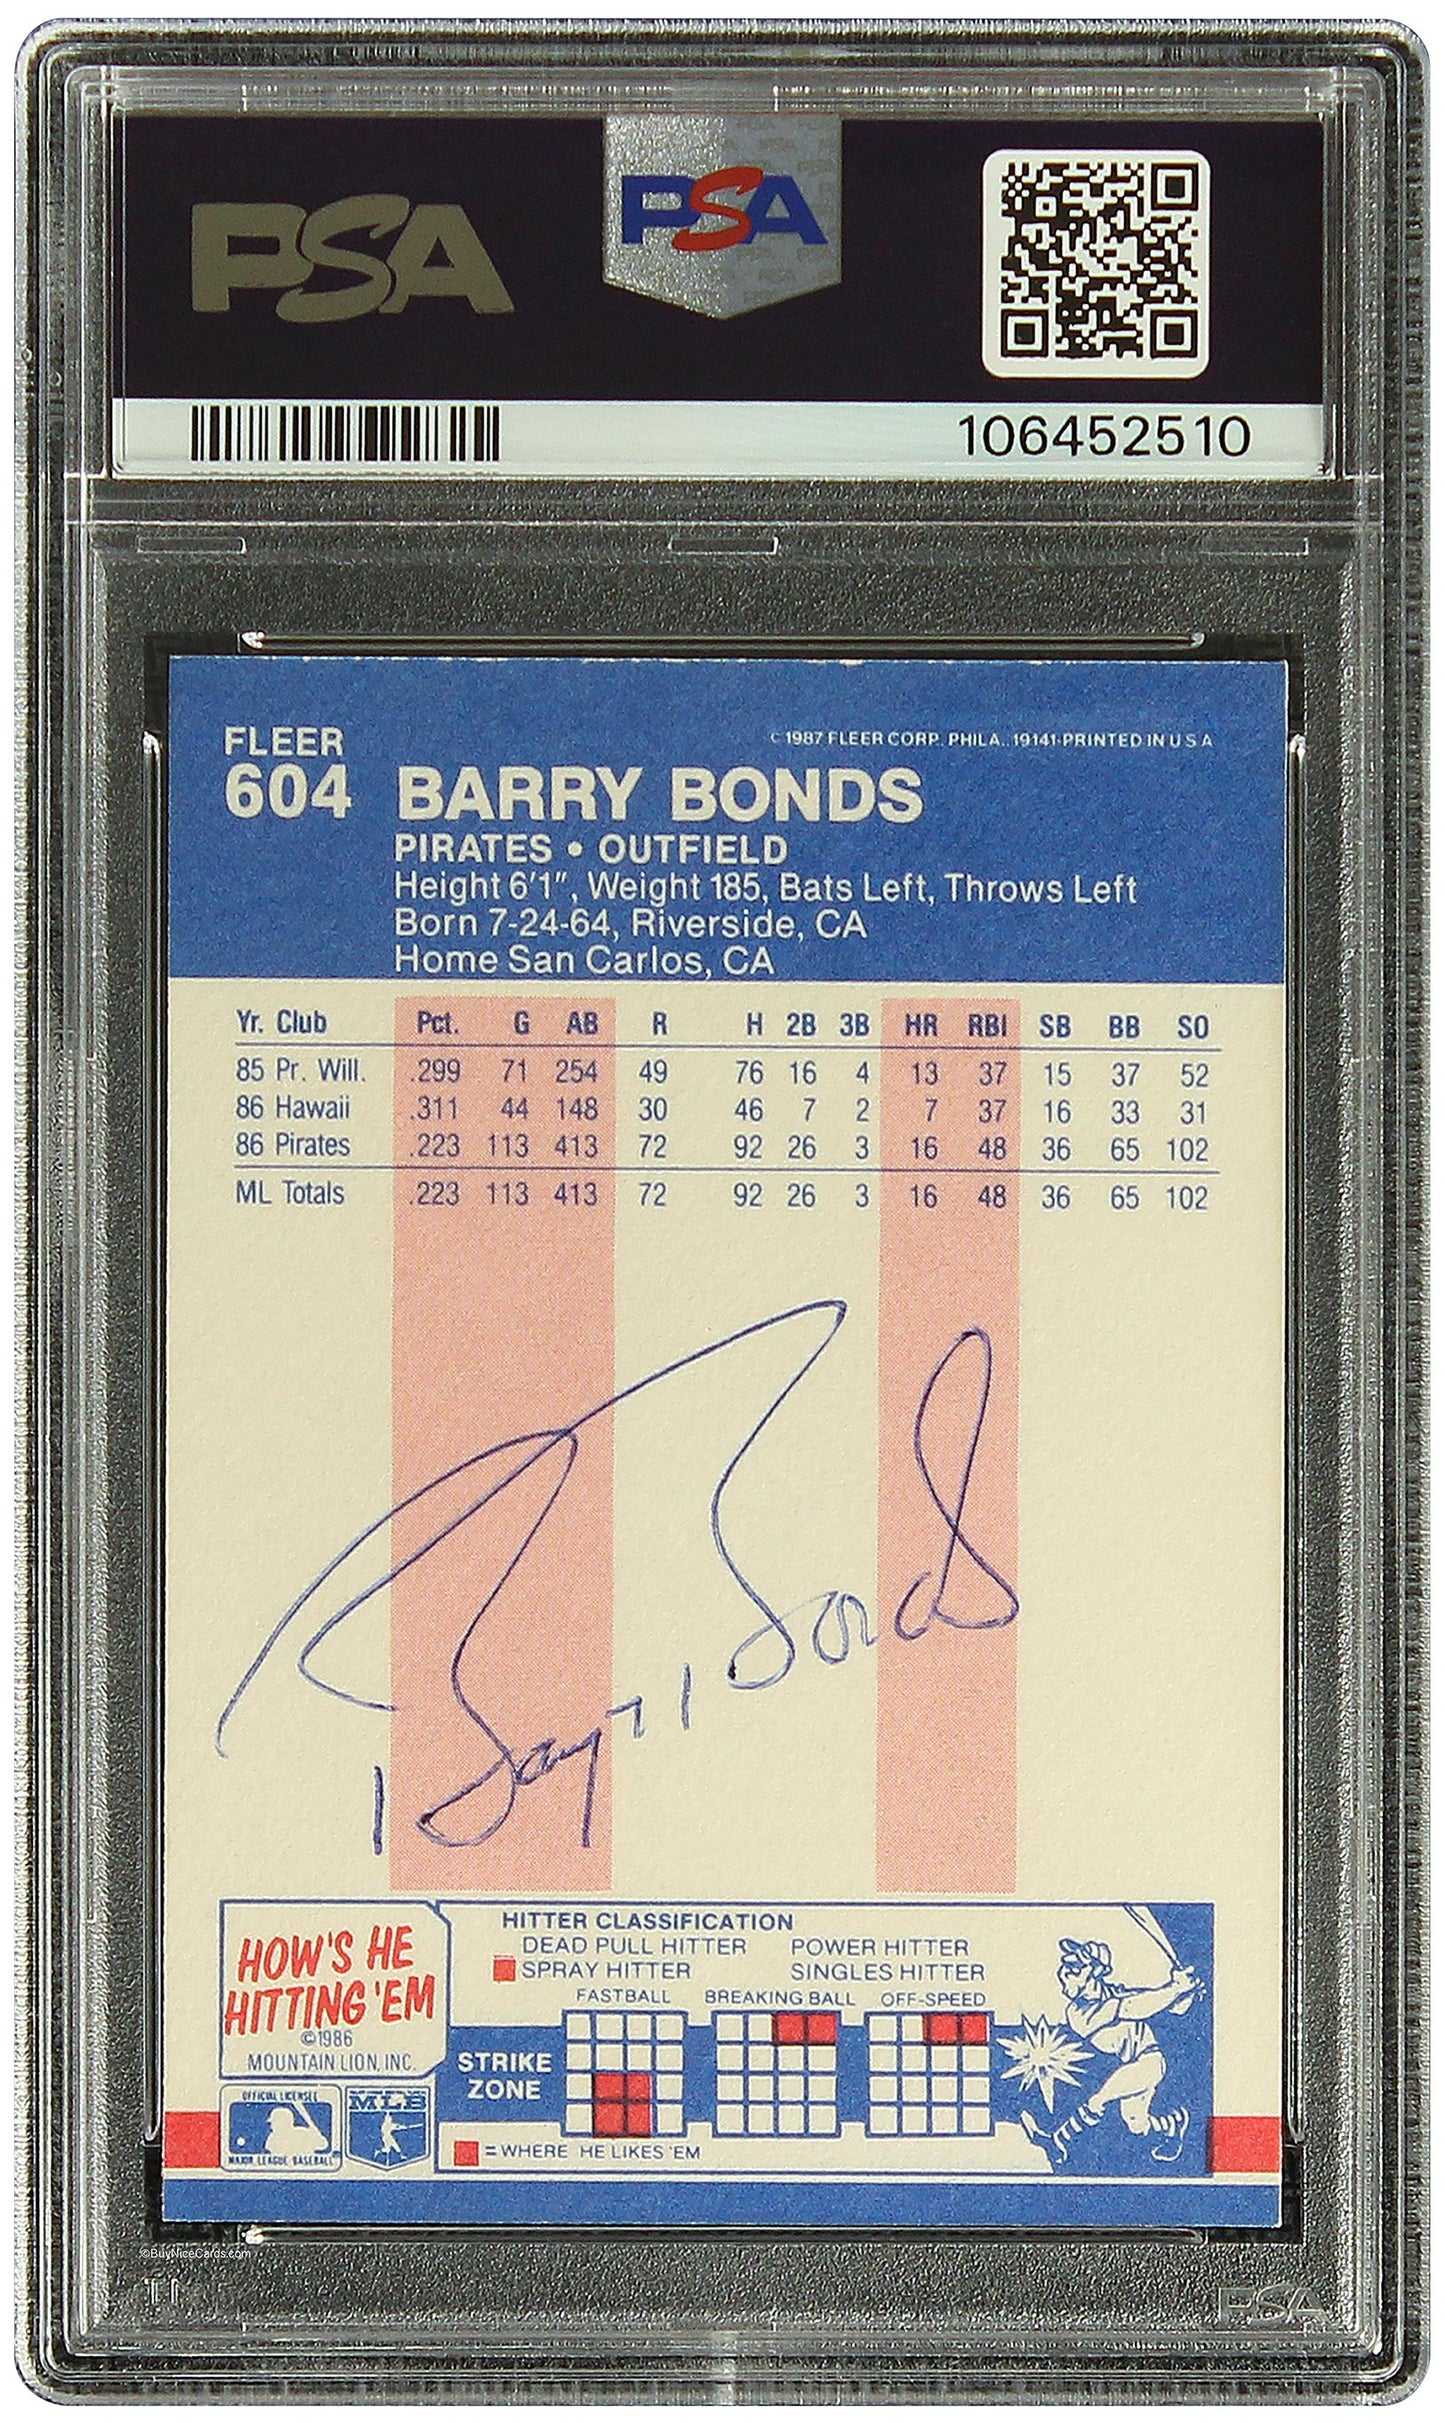 PSA
PSA
106452510
FLEER
© 1987 FLEER CORP. PHILA., 19141-PRINTED IN U S A
604 BARRY BONDS
PIRATES • OUTFIELD
Height 6'1", Weight 185, Bats Left, Throws Left
Born 7-24-64, Riverside, CA
Home San Carlos, CA
Yr. Club Pct. G AB R H 2B 3B HR RBI SB BB SO
85 Pr. Will. .299 71 254 49 76 16 4 13 37 15 37 52
86 Hawaii .311 44 148 30 46 7 2 7 37 16 33 31
86 Pirates .223 113 413 72 92 26 3 16 48 36 65 102
ML Totals .223 113 413 72 92 26 3 16 48 36 65 102
Barry Bonds
HOW'S HE
HITTING 'EM
©1986
MOUNTAIN LION, INC.
OFFICIAL LICENSEE
MAJOR LEAGUE BASEBALL
MLB
HITTER CLASSIFICATION
DEAD PULL HITTER POWER HITTER
SPRAY HITTER SINGLES HITTER
FASTBALL BREAKING BALL OFF-SPEED
STRIKE
ZONE
= WHERE HE LIKES 'EM
©BuyNiceCards.com
PSA